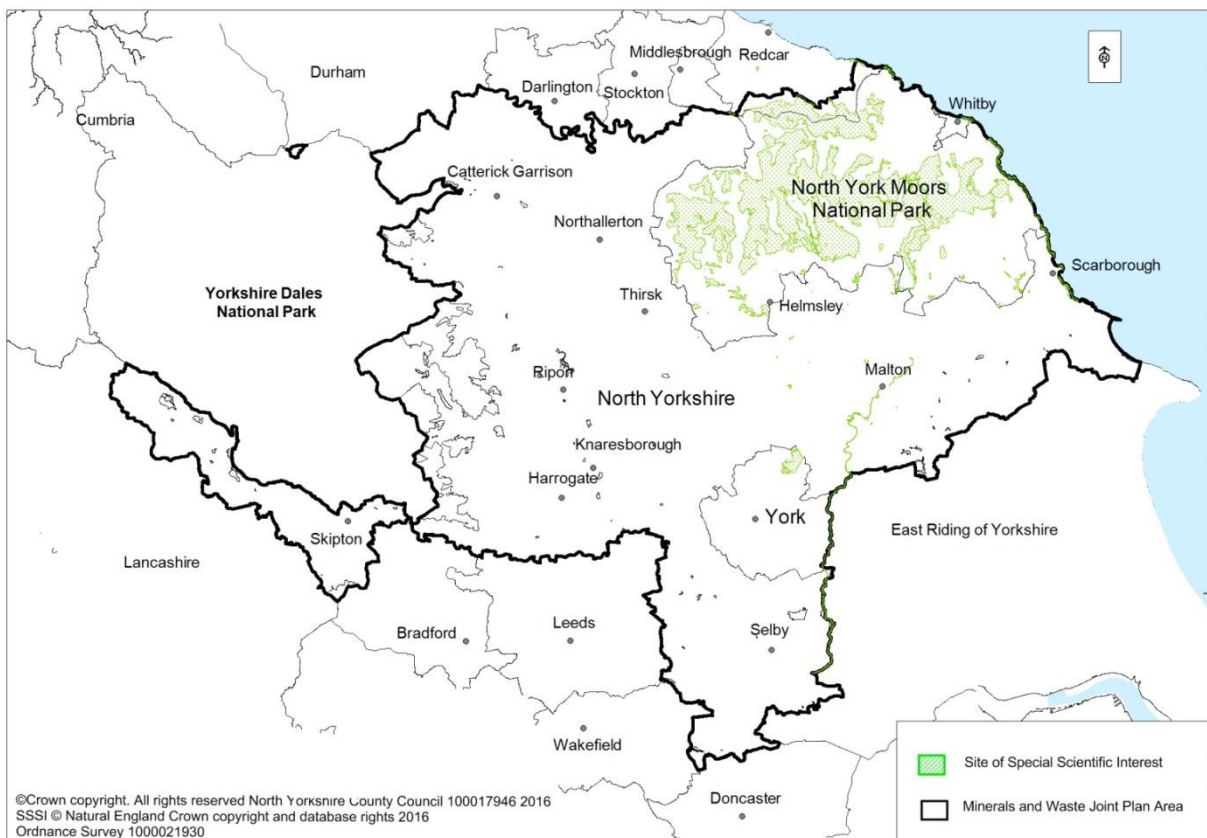 Middlesbrough
Redcar
Durham
Darlington
Stockton
N
Cumbria
Whitby
Catterick Garrison
North York Moors
National Park
Northallerton
Scarborough
Yorkshire Dales
National Park
Thirsk
Helmsley
Malton
Ripon
North Yorkshire
Knaresborough
Harrogate
York
East Riding of Yorkshire
Skipton
Lancashire
Bradford
Leeds
Selby
Wakefield
Doncaster
Site of Special Scientific Interest
Minerals and Waste Joint Plan Area
©Crown copyright. All rights reserved North Yorkshire County Council 100017946 2016
SSSI © Natural England Crown copyright and database rights 2016
Ordnance Survey 1000021930